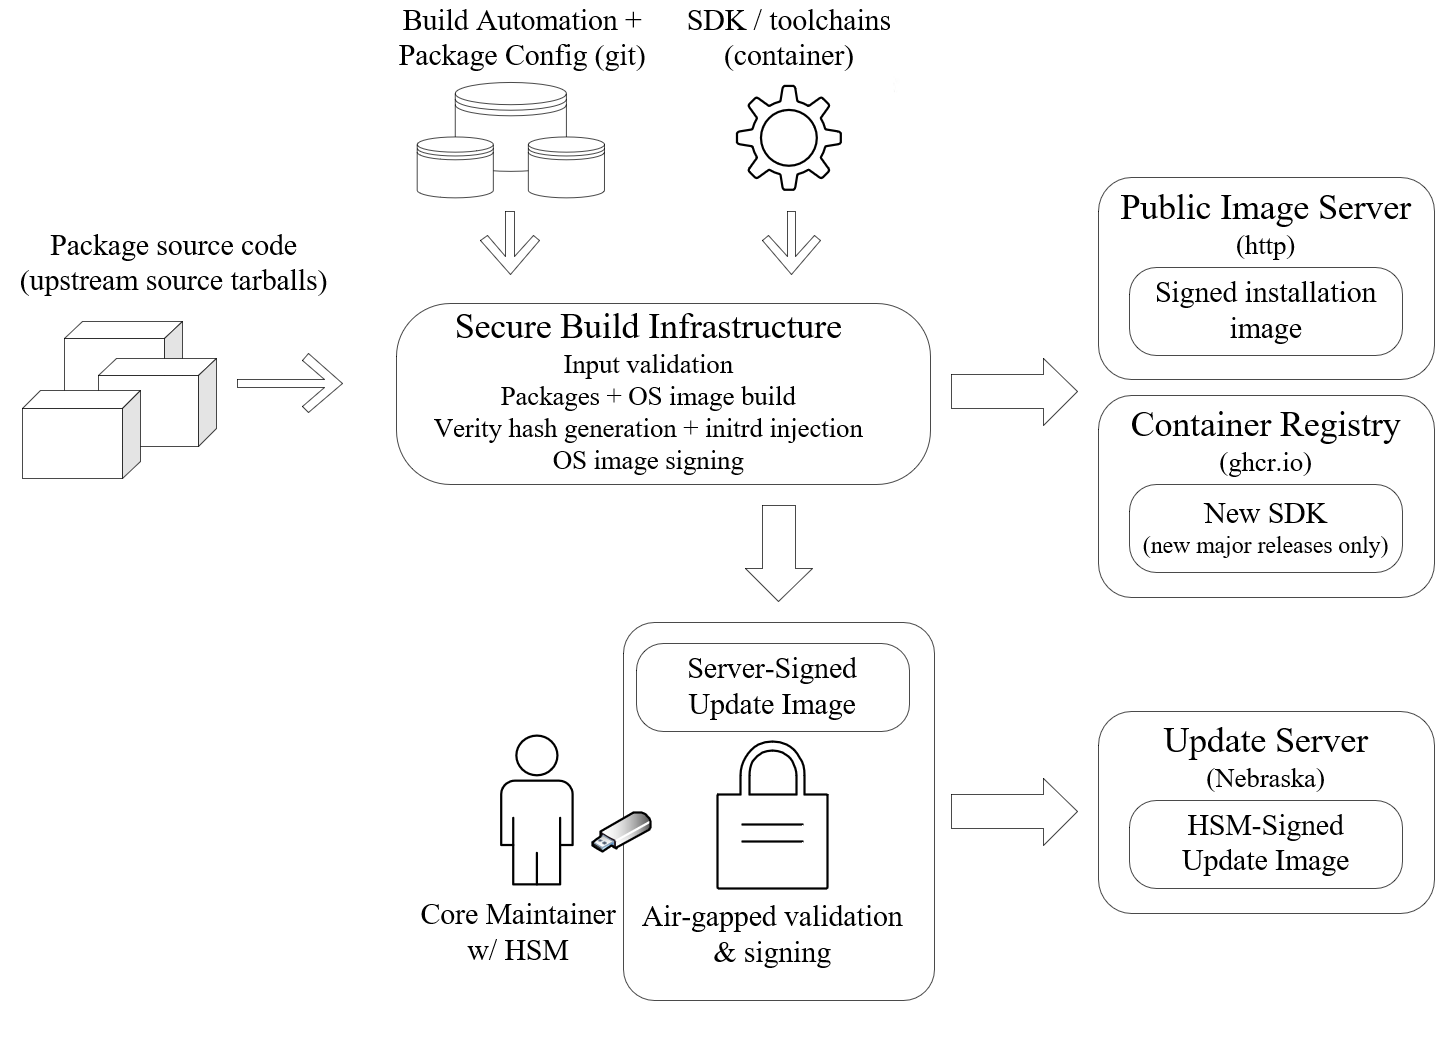 Build Automation +
Package Config (git)
SDK / toolchains
(container)
Package source code
(upstream source tarballs)
Secure Build Infrastructure
Input validation
Packages + OS image build
Verity hash generation + initrd injection
OS image signing
Public Image Server
(http)
Signed installation
image
Container Registry
(ghcr.io)
New SDK
(new major releases only)
Server-Signed
Update Image
Core Maintainer
w/ HSM
Air-gapped validation
& signing
Update Server
(Nebraska)
HSM-Signed
Update Image